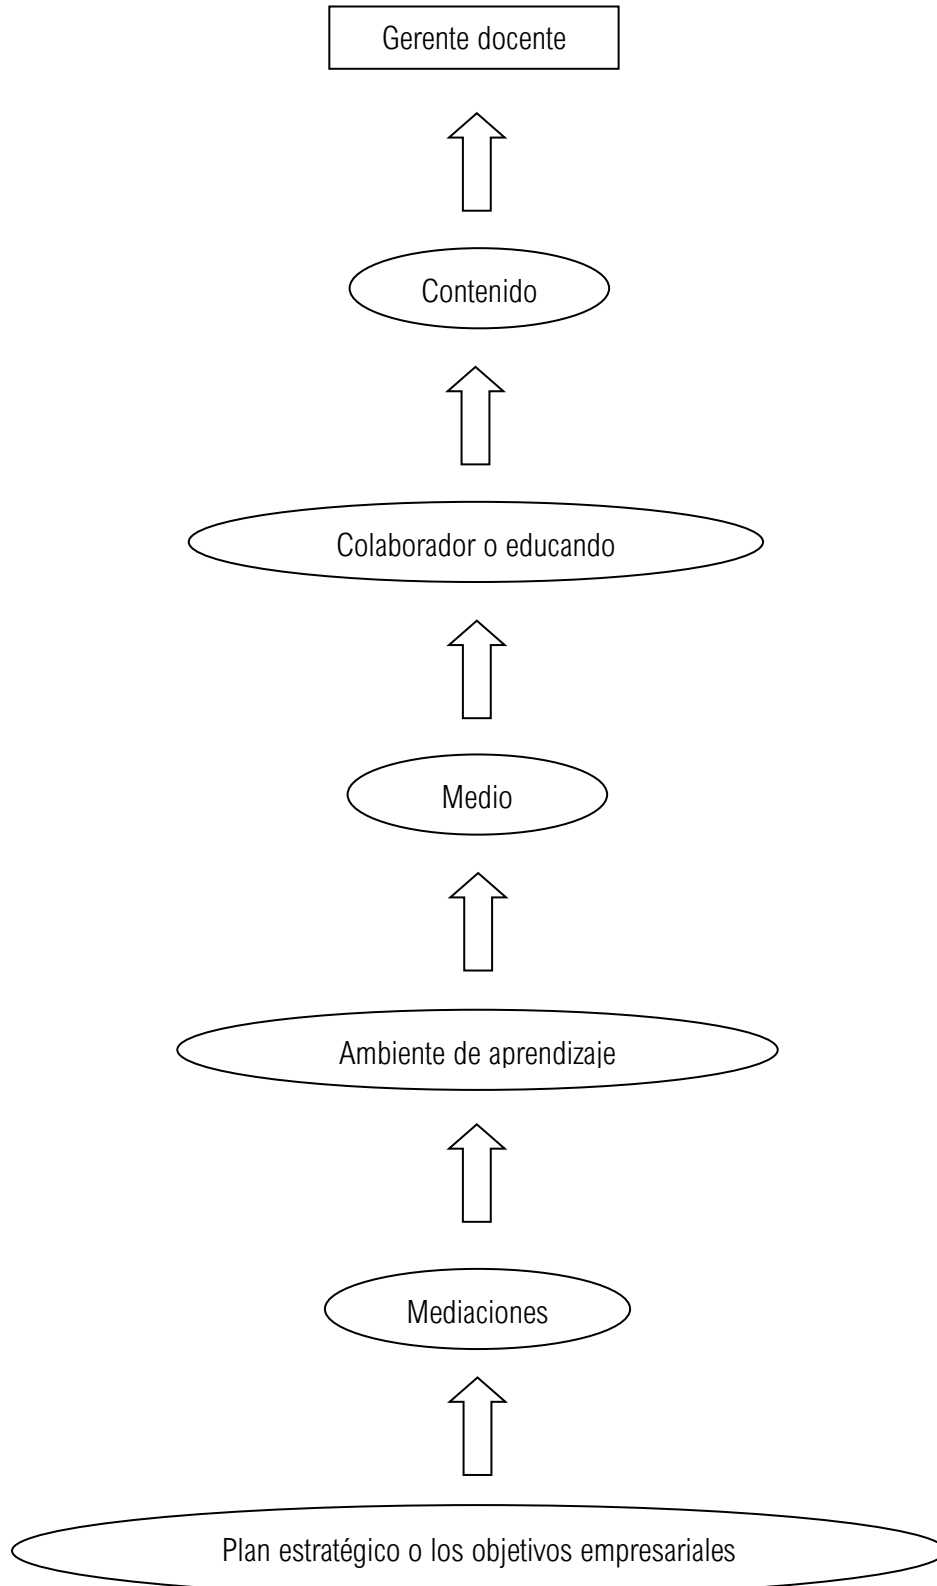 Gerente docente
Contenido
Colaborador o educando
Medio
Ambiente de aprendizaje
Mediaciones
Plan estratégico o los objetivos empresariales